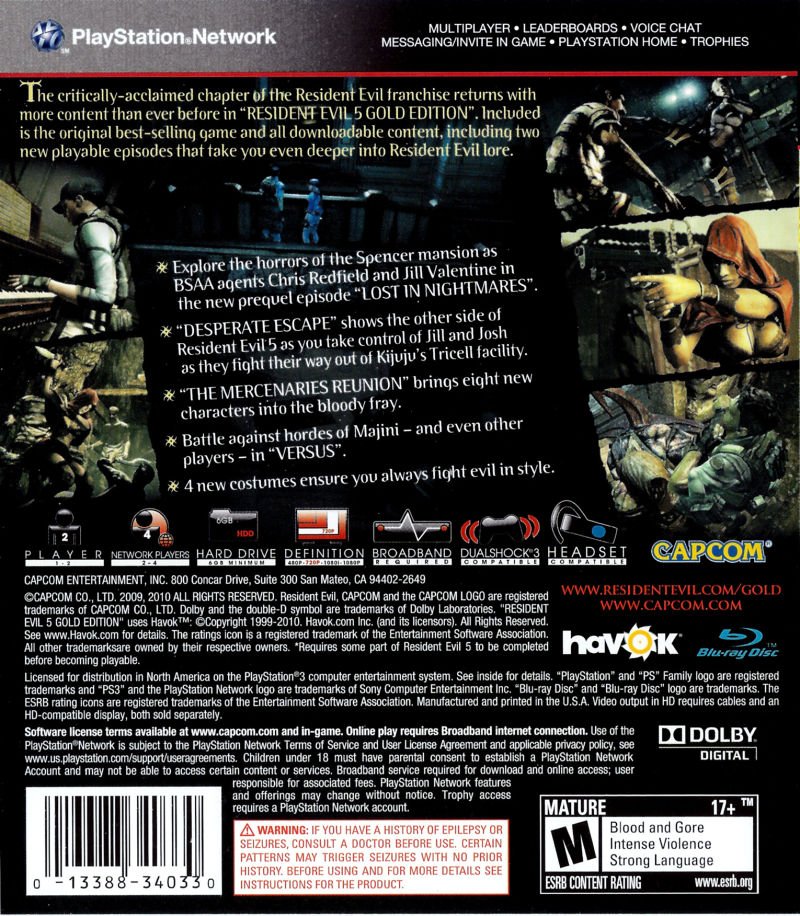 PlayStation®Network
SM
MULTIPLAYER • LEADERBOARDS • VOICE CHAT
MESSAGING/INVITE IN GAME • PLAYSTATION HOME • TROPHIES
The critically-acclaimed chapter of the Resident Evil franchise returns with
more content than ever before in “RESIDENT EVIL 5 GOLD EDITION”. Included
is the original best-selling game and all downloadable content, including two
new playable episodes that take you even deeper into Resident Evil lore.
Explore the horrors of the Spencer mansion as
BSAA agents Chris Redfield and Jill Valentine in
the new prequel episode “LOST IN NIGHTMARES”.
“DESPERATE ESCAPE” shows the other side of
Resident Evil 5 as you take control of Jill and Josh
as they fight their way out of Kijuju’s Tricell facility.
“THE MERCENARIES REUNION” brings eight new
characters into the bloody fray.
Battle against hordes of Majini – and even other
players – in “VERSUS”.
4 new costumes ensure you always fight evil in style.
2
PLAYER
1-2
4
NETWORK PLAYERS
2-4
6GB
HDD
HARD DRIVE
6GB MINIMUM
720P
DEFINITION
480P•720P•1080I•1080P
BROADBAND
REQUIRED
DUALSHOCK®3
COMPATIBLE
HEADSET
COMPATIBLE
CAPCOM®
CAPCOM ENTERTAINMENT, INC. 800 Concar Drive, Suite 300 San Mateo, CA 94402-2649
©CAPCOM CO., LTD. 2009, 2010 ALL RIGHTS RESERVED. Resident Evil, CAPCOM and the CAPCOM LOGO are registered
trademarks of CAPCOM CO., LTD. Dolby and the double-D symbol are trademarks of Dolby Laboratories. “RESIDENT
EVIL 5 GOLD EDITION” uses Havok™: ©Copyright 1999-2010. Havok.com Inc. (and its licensors). All Rights Reserved.
See www.Havok.com for details. The ratings icon is a registered trademark of the Entertainment Software Association.
All other trademarksare owned by their respective owners. *Requires some part of Resident Evil 5 to be completed
before becoming playable.
WWW.RESIDENTEVIL.COM/GOLD
WWW.CAPCOM.COM
havok®
Blu-ray Disc™
Licensed for distribution in North America on the PlayStation®3 computer entertainment system. See inside for details. “PlayStation” and “PS” Family logo are registered
trademarks and “PS3” and the PlayStation Network logo are trademarks of Sony Computer Entertainment Inc. “Blu-ray Disc” and “Blu-ray Disc” logo are trademarks. The
ESRB rating icons are registered trademarks of the Entertainment Software Association. Manufactured and printed in the U.S.A. Video output in HD requires cables and an
HD-compatible display, both sold separately.
Software license terms available at www.capcom.com and in-game. Online play requires Broadband internet connection. Use of the
PlayStation®Network is subject to the PlayStation Network Terms of Service and User License Agreement and applicable privacy policy, see
www.us.playstation.com/support/useragreements. Children under 18 must have parental consent to establish a PlayStation Network
Account and may not be able to access certain content or services. Broadband service required for download and online access; user
responsible for associated fees. PlayStation Network features
and offerings may change without notice. Trophy access
requires a PlayStation Network account.
DOLBY
DIGITAL
0 13388 34033 0
WARNING: IF YOU HAVE A HISTORY OF EPILEPSY OR
SEIZURES, CONSULT A DOCTOR BEFORE USE. CERTAIN
PATTERNS MAY TRIGGER SEIZURES WITH NO PRIOR
HISTORY. BEFORE USING AND FOR MORE DETAILS SEE
INSTRUCTIONS FOR THE PRODUCT.
MATURE 17+ ™
M
Blood and Gore
Intense Violence
Strong Language
ESRB CONTENT RATING www.esrb.org